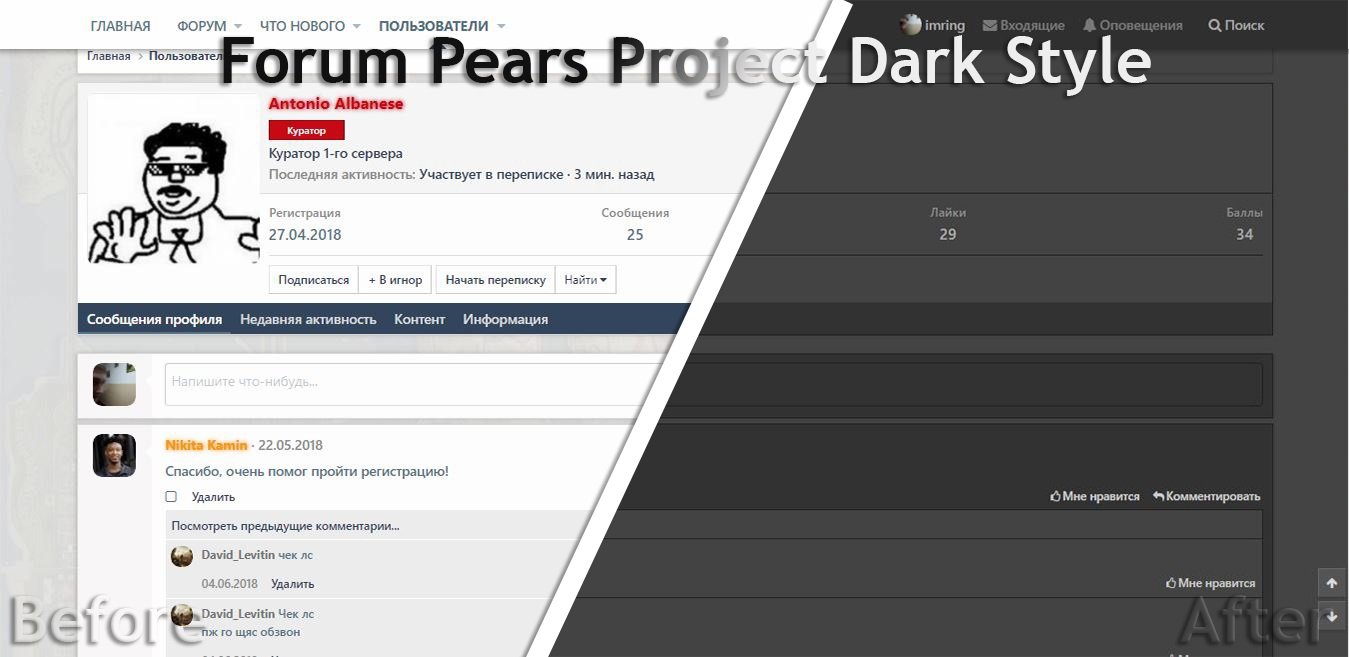 ГЛАВНАЯ ФОРУМ ЧТО НОВОГО ПОЛЬЗОВАТЕЛИ imring Входящие Оповещения Поиск
Главная Пользовател
Forum Pears Project Dark Style
Antonio Albanese
Куратор
Куратор 1-го сервера
Последняя активность: Участвует в переписке · 3 мин. назад
Регистрация Сообщения Лайки Баллы
27.04.2018 25 29 34
Подписаться + В игнор Начать переписку Найти
Сообщения профиля Недавняя активность Контент Информация
Напишите что-нибудь...
Nikita Kamin · 22.05.2018
Спасибо, очень помог пройти регистрацию!
Удалить Мне нравится Комментировать
Посмотреть предыдущие комментарии...
David_Levitin чек лс
04.06.2018 Удалить Мне нравится
David_Levitin Чек лс
пж го щяс обзвон
Before After